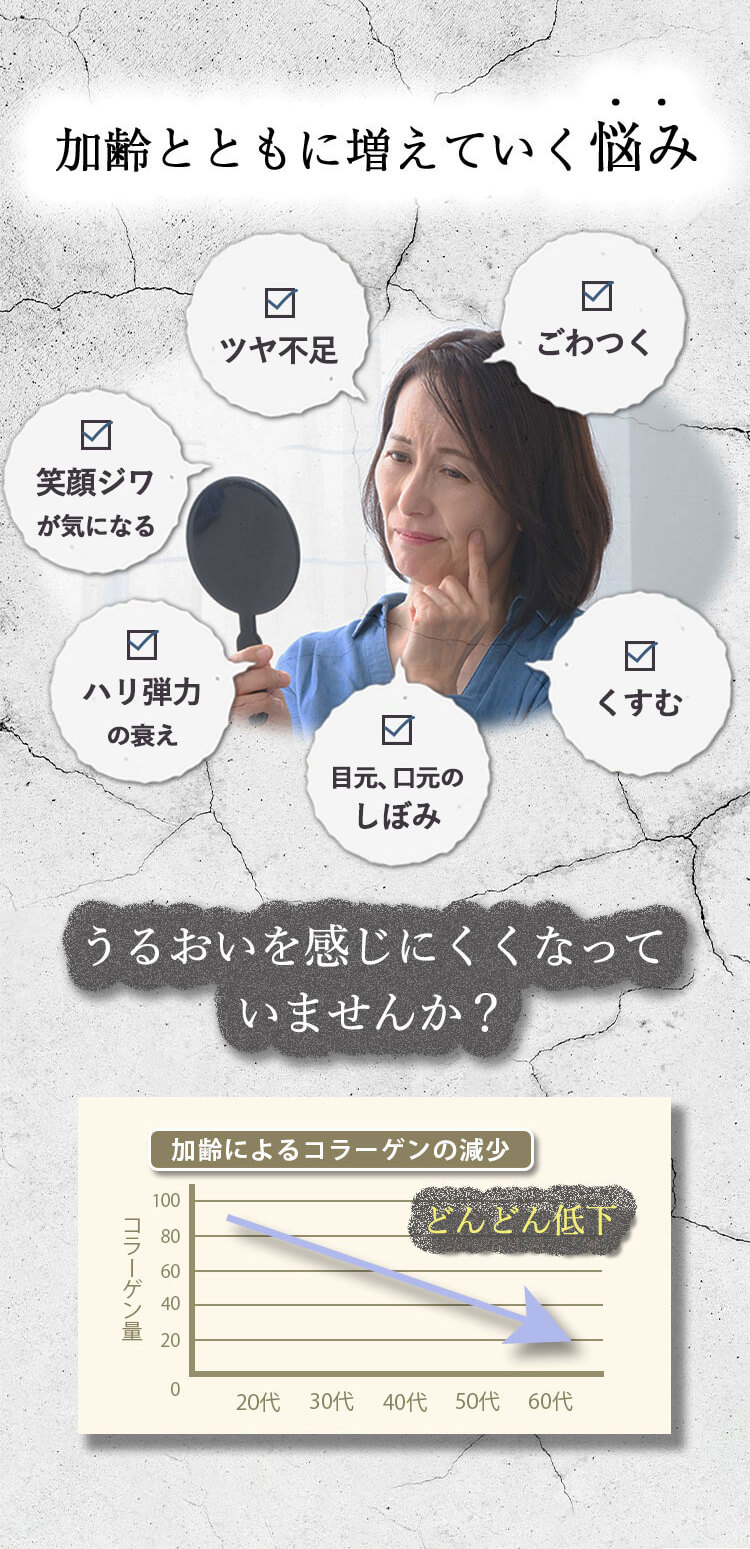 加齢とともに増えていく悩み
ツヤ不足
ごわつく
笑顔ジワ
が気になる
ハリ弾力
の衰え
目元、口元の
しぼみ
くすむ
うるおいを感じにくくなって
いませんか？
加齢によるコラーゲンの減少
どんどん低下
コラーゲン量
100
80
60
40
20
0
20代 30代 40代 50代 60代